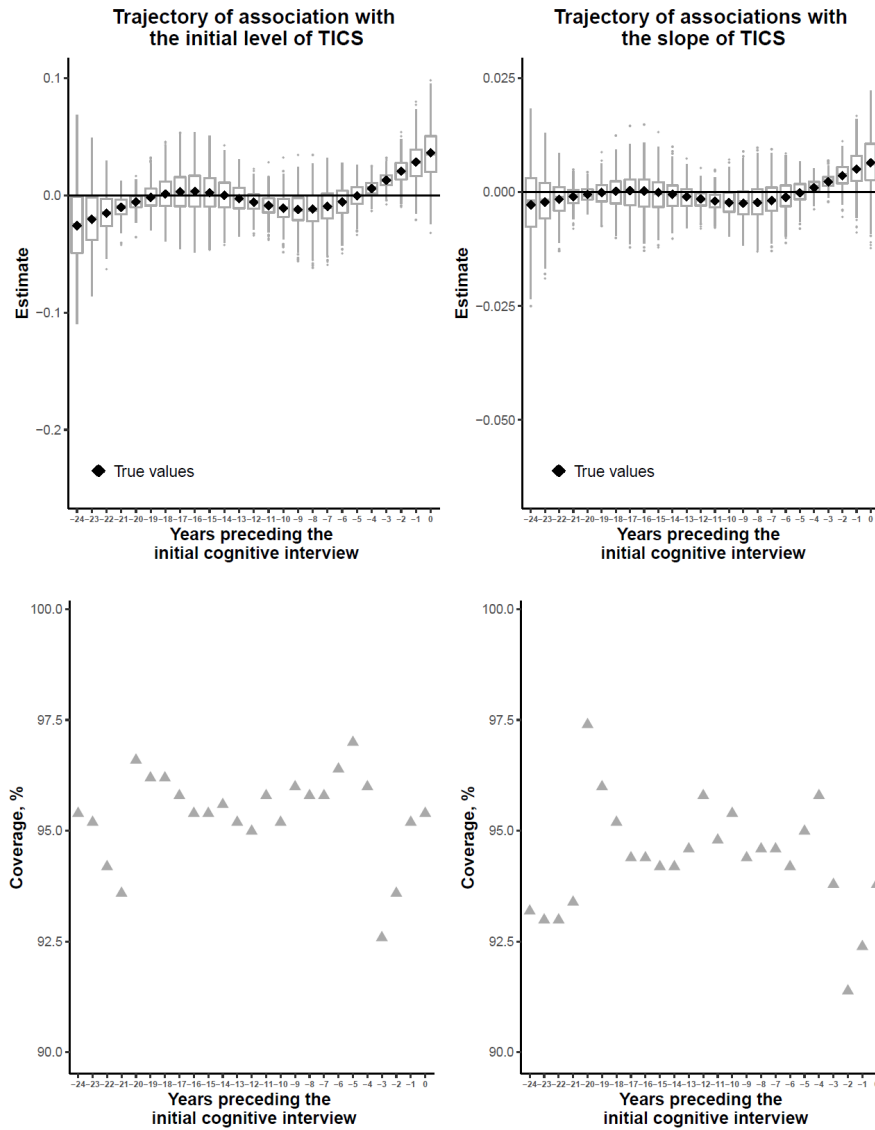 Trajectory of association with
the initial level of TICS
0.1
0.0
−0.1
−0.2
Estimate
True values
−24 −23 −22 −21 −20 −19 −18 −17 −16 −15 −14 −13 −12 −11 −10 −9 −8 −7 −6 −5 −4 −3 −2 −1 0
Years preceding the
initial cognitive interview
Trajectory of associations with
the slope of TICS
0.025
0.000
−0.025
−0.050
Estimate
True values
−24 −23 −22 −21 −20 −19 −18 −17 −16 −15 −14 −13 −12 −11 −10 −9 −8 −7 −6 −5 −4 −3 −2 −1 0
Years preceding the
initial cognitive interview
100.0
97.5
95.0
92.5
90.0
Coverage, %
−24 −23 −22 −21 −20 −19 −18 −17 −16 −15 −14 −13 −12 −11 −10 −9 −8 −7 −6 −5 −4 −3 −2 −1 0
Years preceding the
initial cognitive interview
100.0
97.5
95.0
92.5
90.0
Coverage, %
−24 −23 −22 −21 −20 −19 −18 −17 −16 −15 −14 −13 −12 −11 −10 −9 −8 −7 −6 −5 −4 −3 −2 −1
Years preceding the
initial cognitive interview